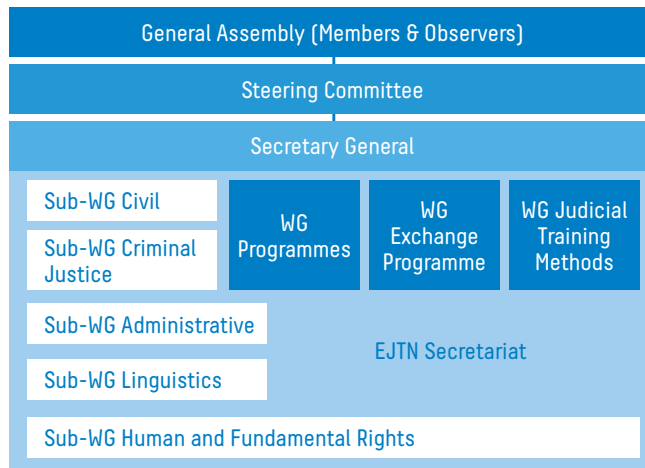 General Assembly (Members & Observers)
Steering Committee
Secretary General
Sub-WG Civil
Sub-WG Criminal
Justice
WG
Programmes
WG
Exchange
Programme
WG Judicial
Training
Methods
Sub-WG Administrative
EJTN Secretariat
Sub-WG Linguistics
Sub-WG Human and Fundamental Rights